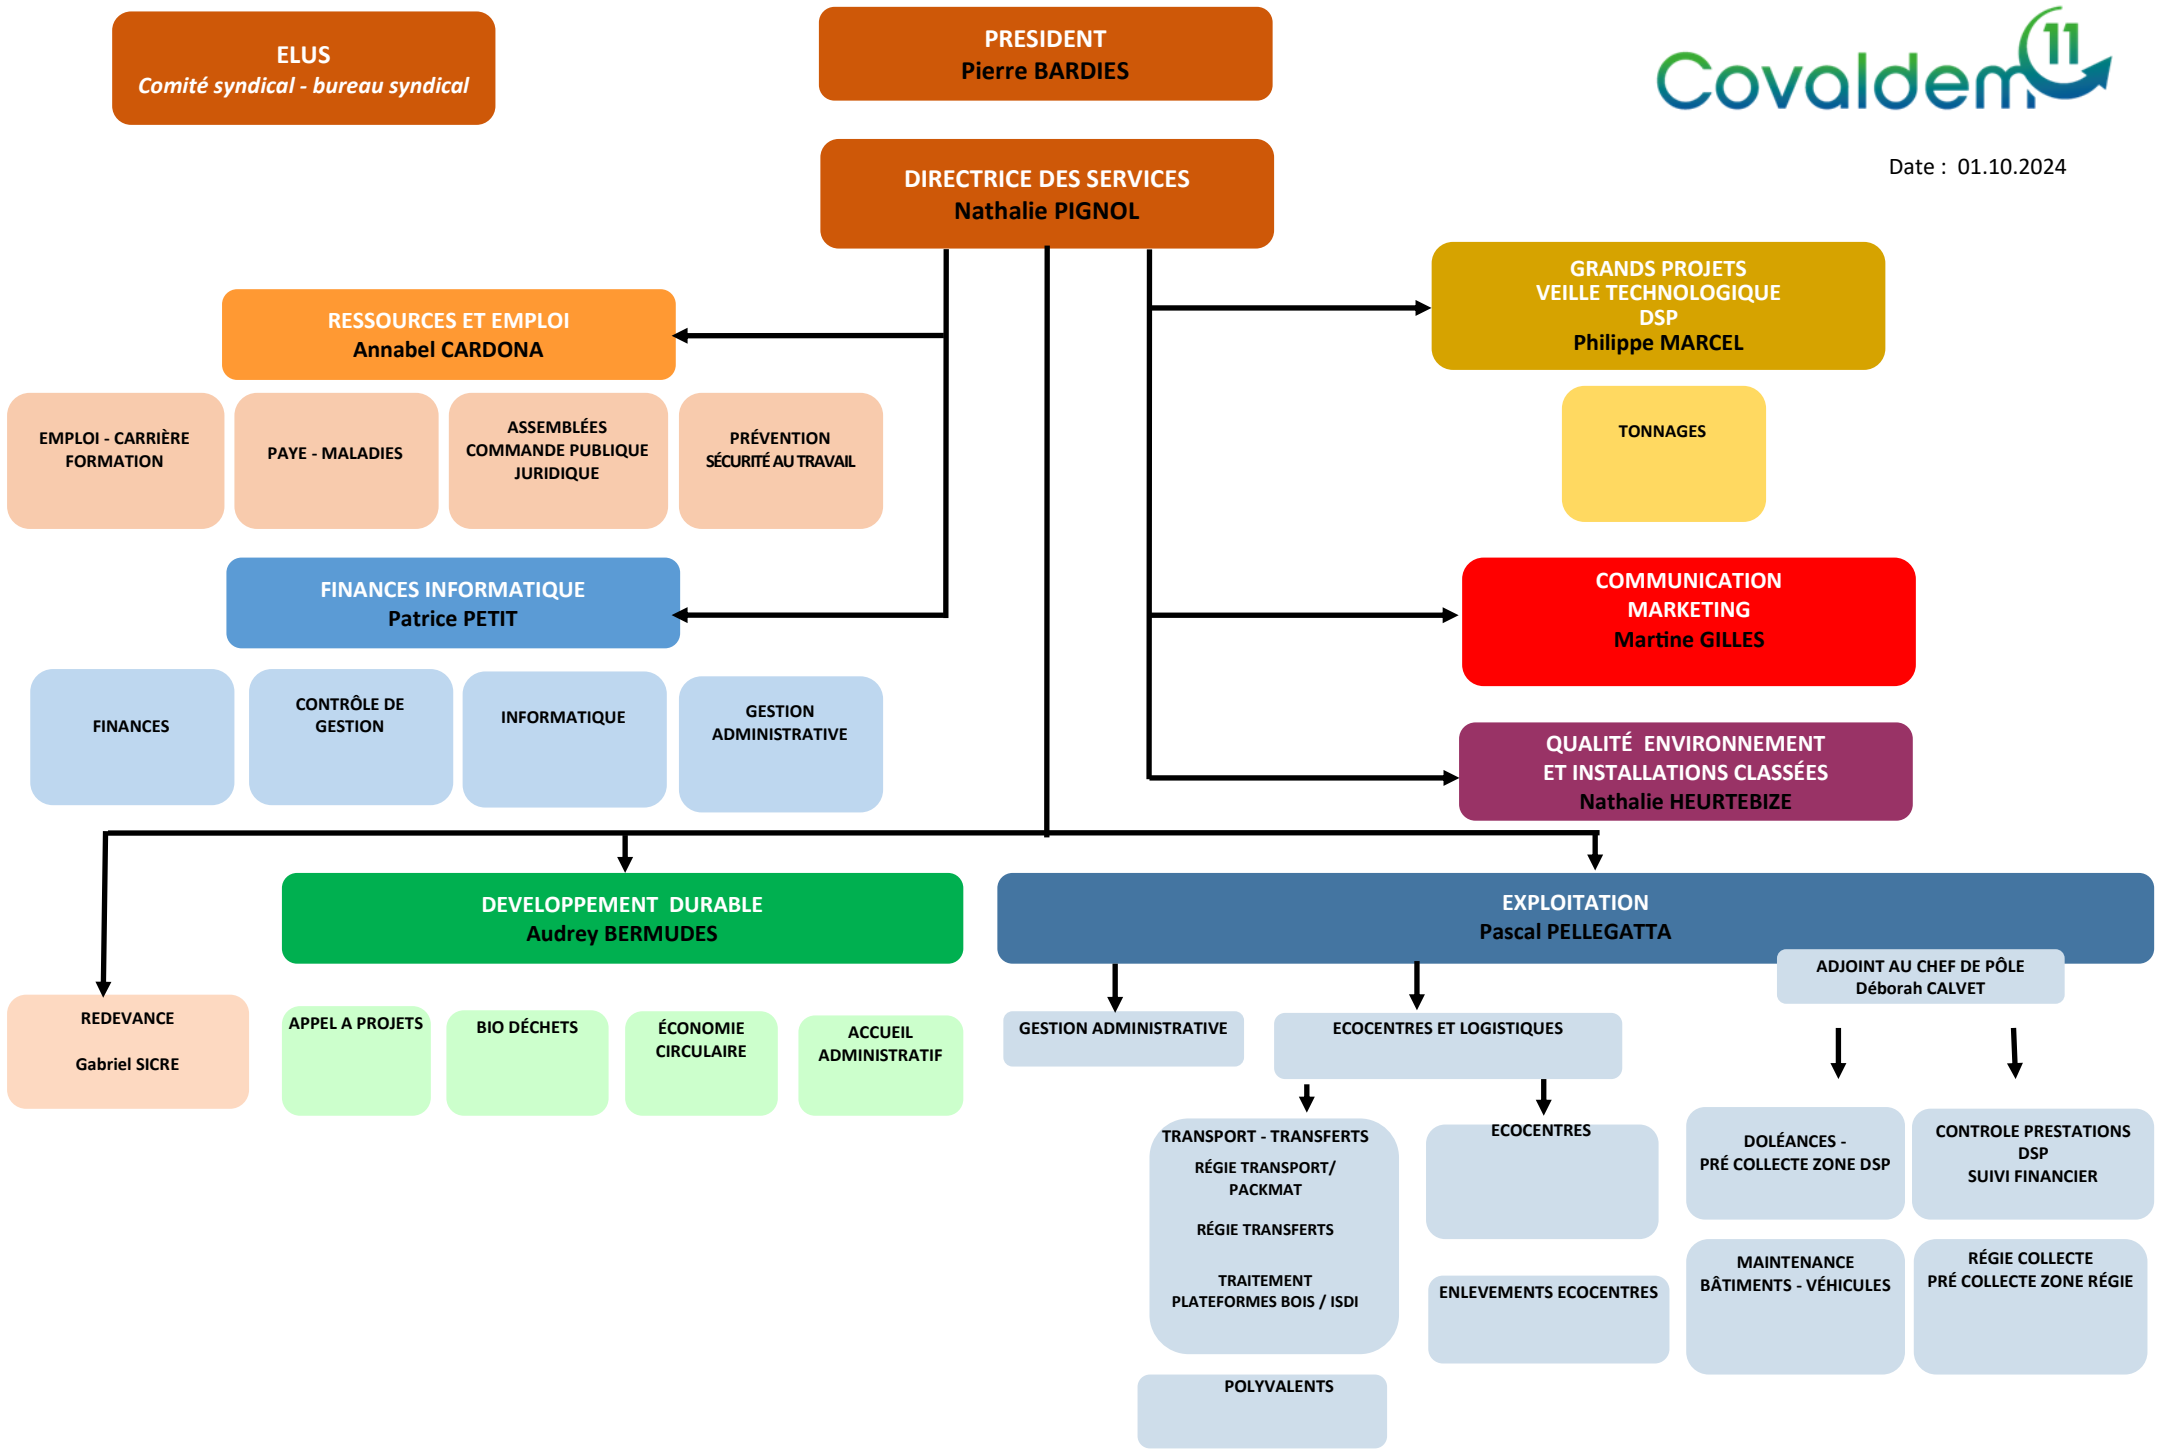 ELUS
Comité syndical - bureau syndical
PRESIDENT
Pierre BARDIES
Covaldem 11
Date : 01.10.2024
DIRECTRICE DES SERVICES
Nathalie PIGNOL
GRANDS PROJETS
VEILLE TECHNOLOGIQUE
DSP
Philippe MARCEL
RESSOURCES ET EMPLOI
Annabel CARDONA
EMPLOI - CARRIÈRE
FORMATION
PAYE - MALADIES
ASSEMBLÉES
COMMANDE PUBLIQUE
JURIDIQUE
PRÉVENTION
SÉCURITÉ AU TRAVAIL
TONNAGES
FINANCES INFORMATIQUE
Patrice PETIT
COMMUNICATION
MARKETING
Martine GILLES
FINANCES
CONTRÔLE DE
GESTION
INFORMATIQUE
GESTION
ADMINISTRATIVE
QUALITÉ  ENVIRONNEMENT
ET INSTALLATIONS CLASSÉES
Nathalie HEURTEBIZE
DEVELOPPEMENT  DURABLE
Audrey BERMUDES
EXPLOITATION
Pascal PELLEGATTA
ADJOINT AU CHEF DE PÔLE
Déborah CALVET
REDEVANCE
Gabriel SICRE
APPEL A PROJETS
BIO DÉCHETS
ÉCONOMIE
CIRCULAIRE
ACCUEIL
ADMINISTRATIF
GESTION ADMINISTRATIVE
ECOCENTRES ET LOGISTIQUES
TRANSPORT - TRANSFERTS
RÉGIE TRANSPORT/
PACKMAT
RÉGIE TRANSFERTS
TRAITEMENT
PLATEFORMES BOIS / ISDI
ECOCENTRES
DOLÉANCES -
PRÉ COLLECTE ZONE DSP
CONTROLE PRESTATIONS
DSP
SUIVI FINANCIER
ENLEVEMENTS ECOCENTRES
MAINTENANCE
BÂTIMENTS - VÉHICULES
RÉGIE COLLECTE
PRÉ COLLECTE ZONE RÉGIE
POLYVALENTS